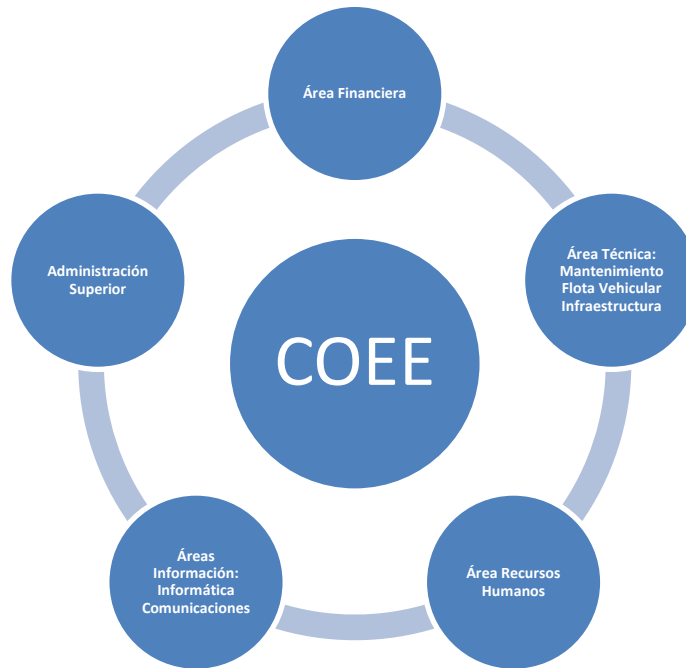 Área Financiera
Administración
Superior
Área Técnica:
Mantenimiento
Flota Vehicular
Infraestructura
COEE
Áreas
Información:
Informática
Comunicaciones
Área Recursos
Humanos